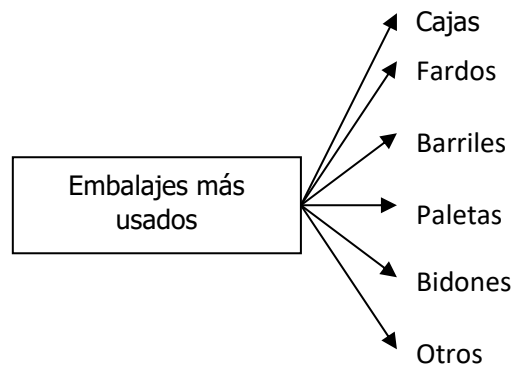 Cajas
Fardos
Barriles
Embalajes más
usados
Paletas
Bidones
Otros